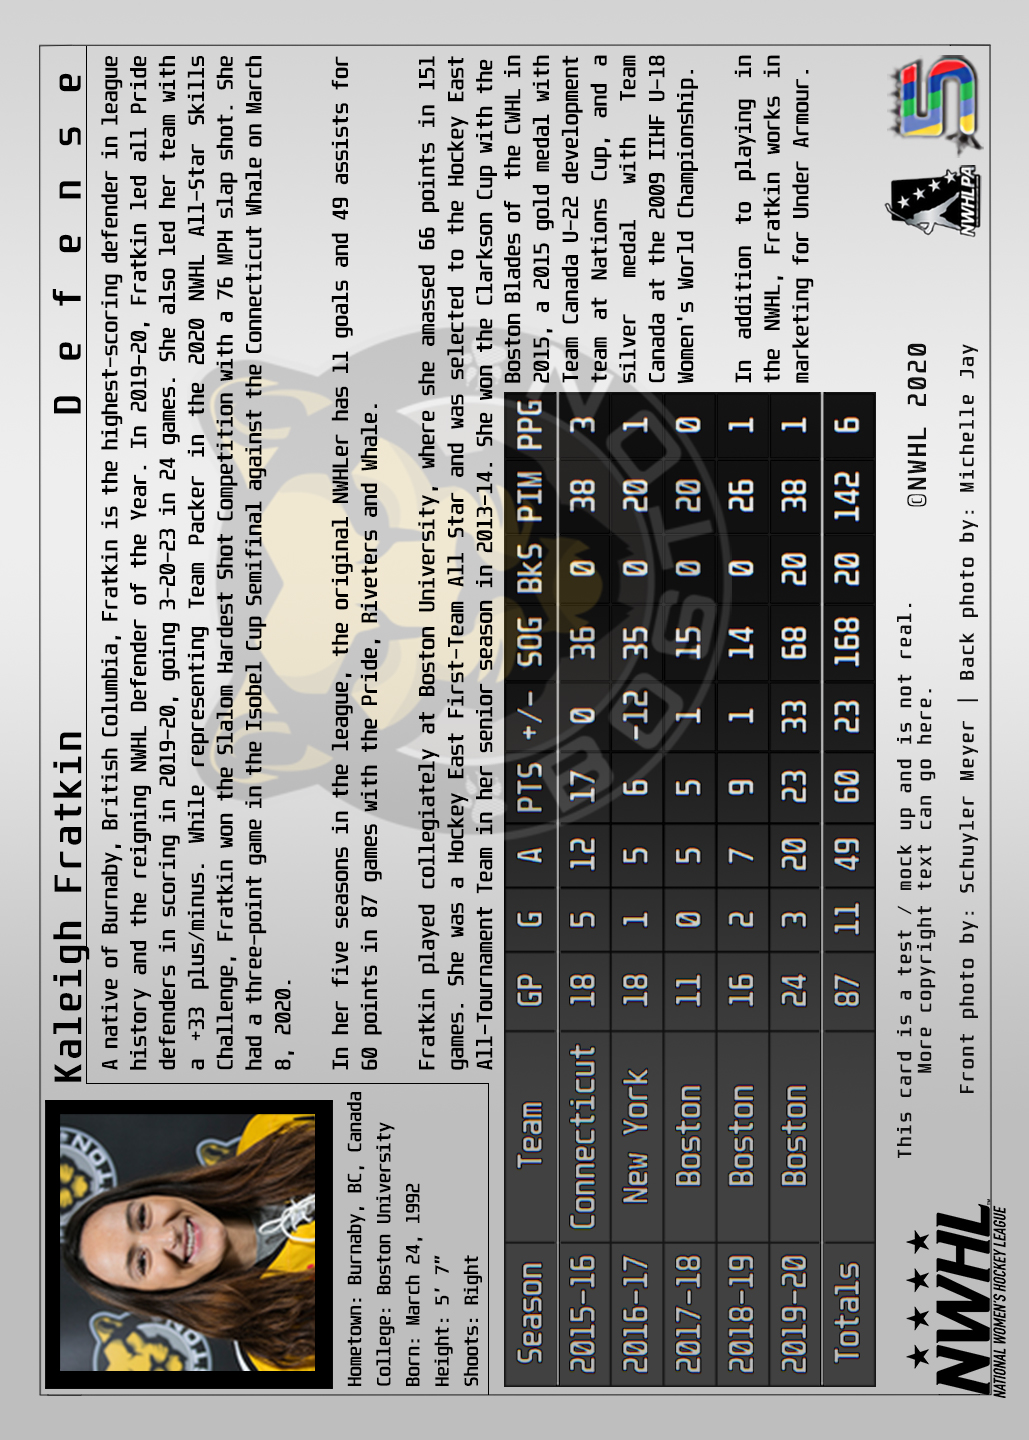 Kaleigh Fratkin Defense
A native of Burnaby, British Columbia, Fratkin is the highest-scoring defender in league
history and the reigning NWHL Defender of the Year. In 2019-20, Fratkin led all Pride
defenders in scoring in 2019-20, going 3-20-23 in 24 games. She also led her team with
a +33 plus/minus. While representing Team Packer in the 2020 NWHL All-Star Skills
Challenge, Fratkin won the Slalom Hardest Shot Competition with a 76 MPH slap shot. She
had a three-point game in the Isobel Cup Semifinal against the Connecticut Whale on March
8, 2020.
In her five seasons in the league, the original NWHLer has 11 goals and 49 assists for
60 points in 87 games with the Pride, Riveters and Whale.
Fratkin played collegiately at Boston University, where she amassed 66 points in 151
games. She was a Hockey East First-Team All Star and was selected to the Hockey East
All-Tournament Team in her senior season in 2013-14. She won the Clarkson Cup with the
Boston Blades of the CWHL in
2015, a 2015 gold medal with
Team Canada U-22 development
team at Nations Cup, and a
silver medal with Team
Canada at the 2009 IIHF U-18
Women's World Championship.
In addition to playing in
the NWHL, Fratkin works in
marketing for Under Armour.
Hometown: Burnaby, BC, Canada
College: Boston University
Born: March 24, 1992
Height: 5' 7"
Shoots: Right
Season Team GP G A PTS +/- SOG BkS PIM PPG
2015-16 Connecticut 18 5 12 17 0 36 0 38 3
2016-17 New York 18 1 5 6 -12 35 0 20 1
2017-18 Boston 11 0 5 5 1 15 0 20 0
2018-19 Boston 16 2 7 9 1 14 0 26 1
2019-20 Boston 24 3 20 23 33 68 20 38 1
Totals 87 11 49 60 23 168 20 142 6
BOSTON
This card is a test / mock up and is not real.
More copyright text can go here.
©NWHL 2020
Front photo by: Schuyler Meyer | Back photo by: Michelle Jay
NWHL
NATIONAL WOMEN'S HOCKEY LEAGUE
NWHLPA
5